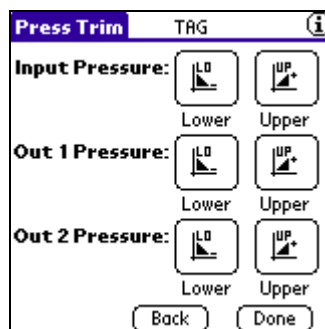 Press Trim TAG i
Input Pressure: LO UP
Lower Upper
Out 1 Pressure: LO UP
Lower Upper
Out 2 Pressure: LO UP
Lower Upper
Back Done